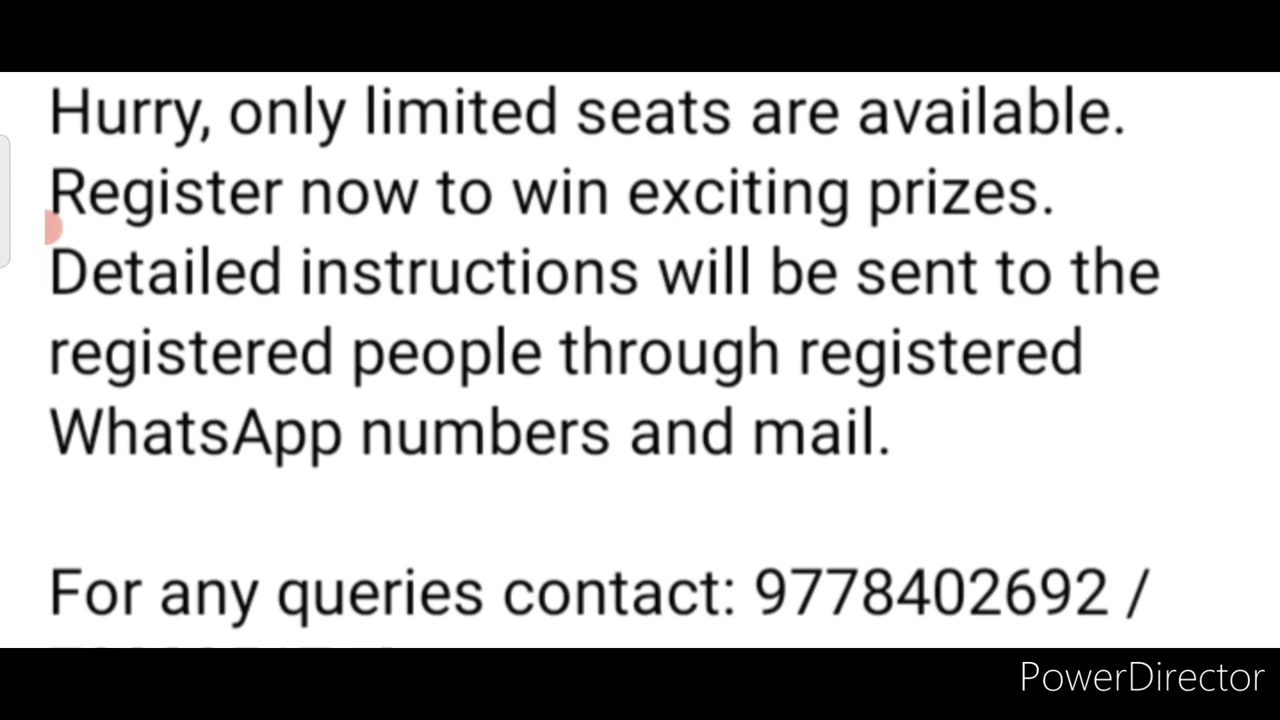 Hurry, only limited seats are available.
Register now to win exciting prizes.
Detailed instructions will be sent to the
registered people through registered
WhatsApp numbers and mail.
For any queries contact: 9778402692 /
PowerDirector